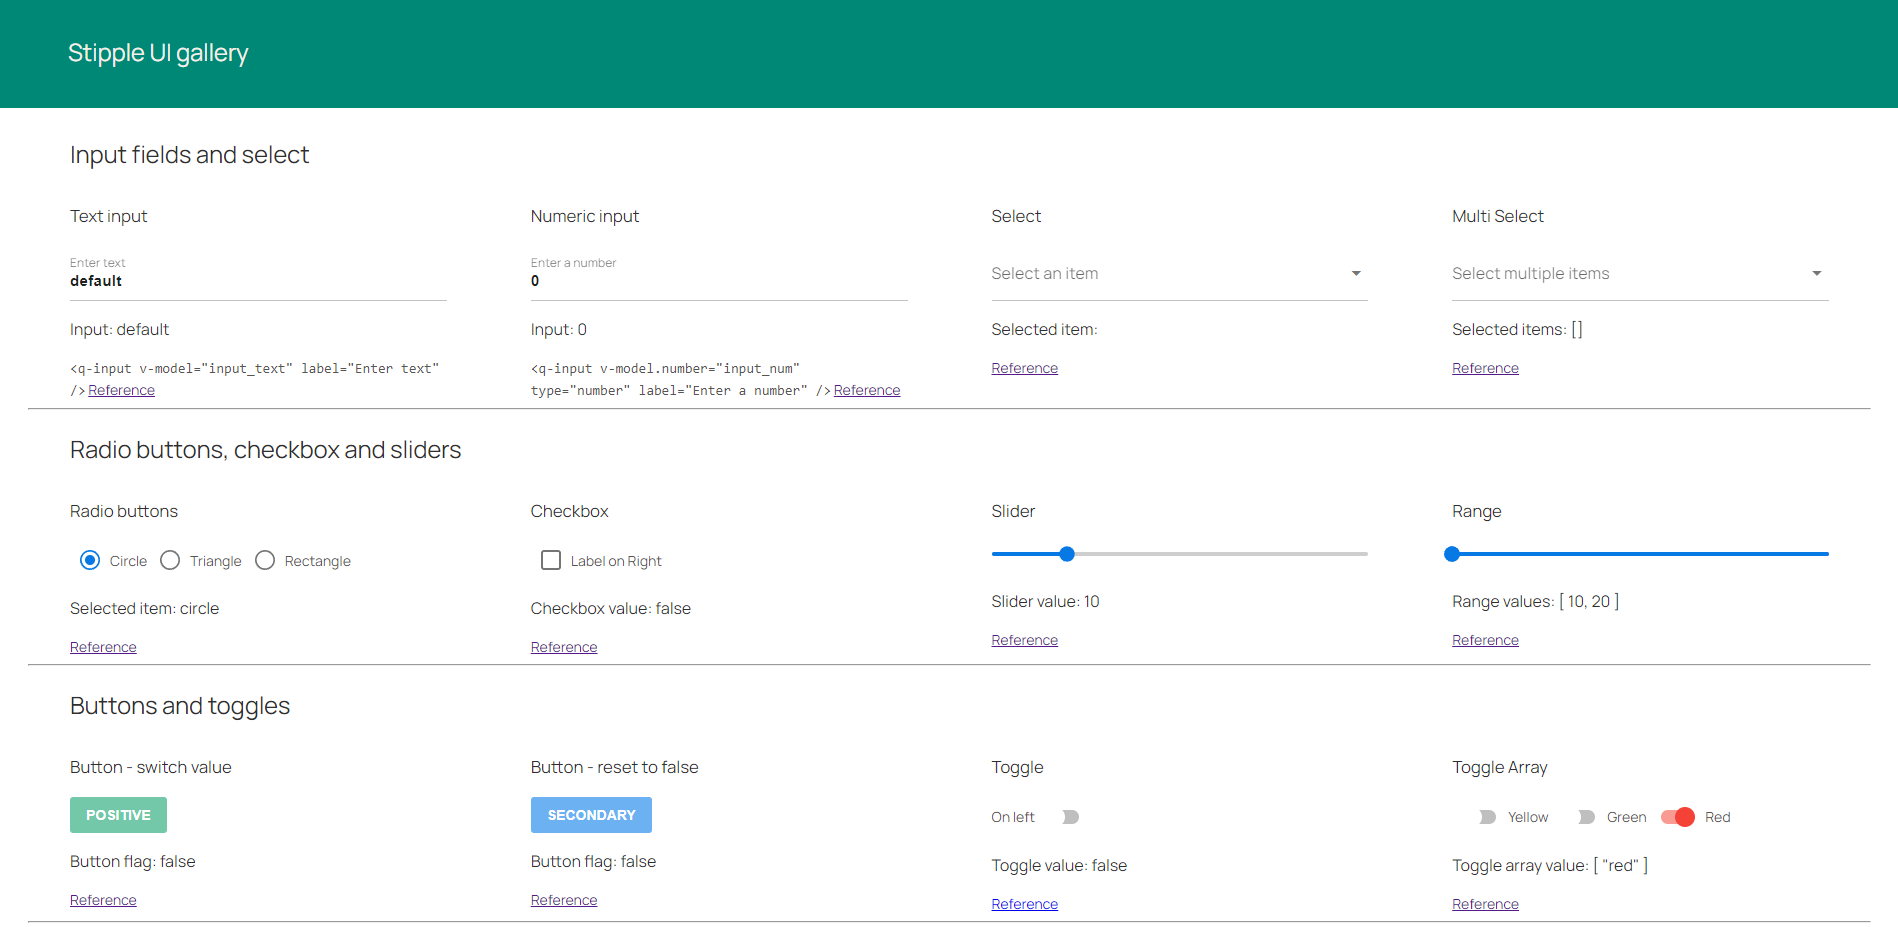 Stipple UI gallery
Input fields and select
Text input
Enter text
default
Input: default
<q-input v-model="input_text" label="Enter text"
/> Reference
Numeric input
Enter a number
0
Input: 0
<q-input v-model.number="input_num"
type="number" label="Enter a number" /> Reference
Select
Select an item
Selected item:
Reference
Multi Select
Select multiple items
Selected items: []
Reference
Radio buttons, checkbox and sliders
Radio buttons
Circle Triangle Rectangle
Selected item: circle
Reference
Checkbox
Label on Right
Checkbox value: false
Reference
Slider
Slider value: 10
Reference
Range
Range values: [ 10, 20 ]
Reference
Buttons and toggles
Button - switch value
POSITIVE
Button flag: false
Reference
Button - reset to false
SECONDARY
Button flag: false
Reference
Toggle
On left
Toggle value: false
Reference
Toggle Array
Yellow Green Red
Toggle array value: [ "red" ]
Reference